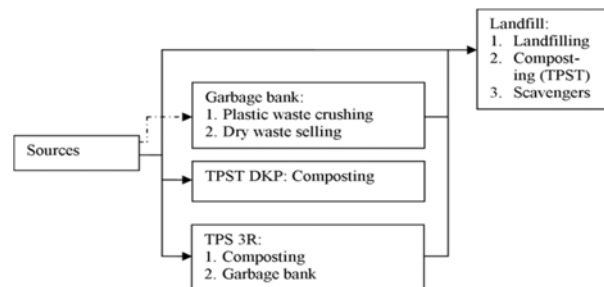 Landfill:
1. Landfilling
2. Compost-
ing (TPST)
3. Scavengers
Garbage bank:
1. Plastic waste crushing
2. Dry waste selling
Sources
TPST DKP: Composting
TPS 3R:
1. Composting
2. Garbage bank